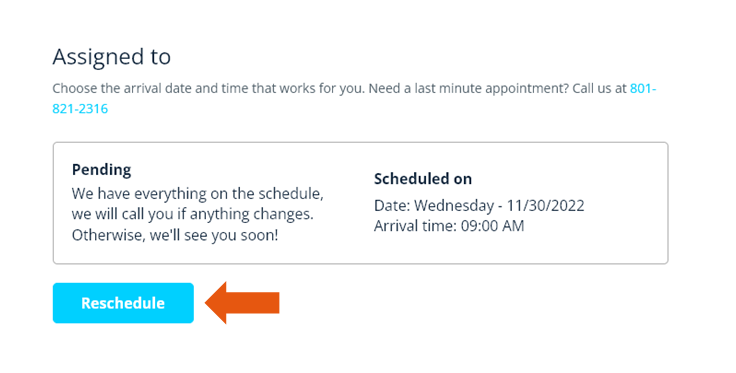 Assigned to
Choose the arrival date and time that works for you. Need a last minute appointment? Call us at 801-
821-2316
Pending
We have everything on the schedule,
we will call you if anything changes.
Otherwise, we'll see you soon!
Scheduled on
Date: Wednesday - 11/30/2022
Arrival time: 09:00 AM
Reschedule